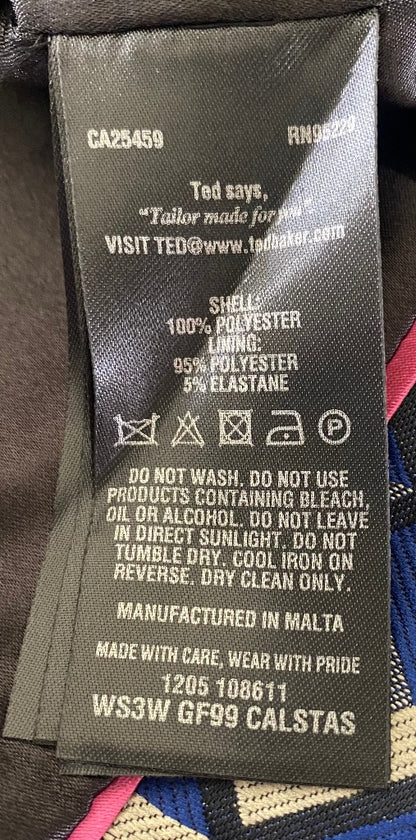 CA25459 RN95229
Ted says,
"Tailor made for you"
VISIT TED@www.tedbaker.com
SHELL:
100% POLYESTER
LINING:
95% POLYESTER
5% ELASTANE
P
DO NOT WASH. DO NOT USE
PRODUCTS CONTAINING BLEACH,
OIL OR ALCOHOL. DO NOT LEAVE
IN DIRECT SUNLIGHT. DO NOT
TUMBLE DRY. COOL IRON ON
REVERSE. DRY CLEAN ONLY.
MANUFACTURED IN MALTA
MADE WITH CARE, WEAR WITH PRIDE
1205 108611
WS3W GF99 CALSTAS